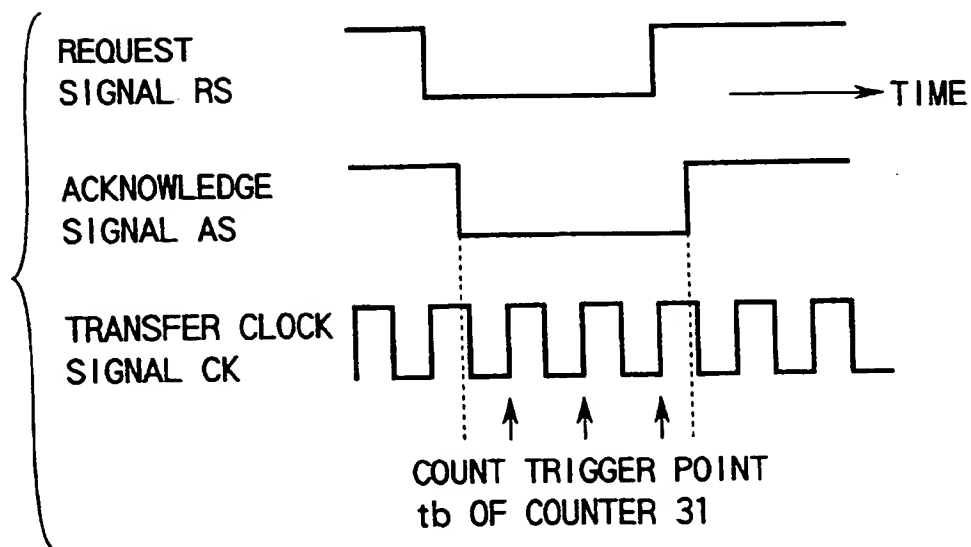 REQUEST
SIGNAL RS
TIME
ACKNOWLEDGE
SIGNAL AS
TRANSFER CLOCK
SIGNAL CK
COUNT TRIGGER POINT
tb OF COUNTER 31